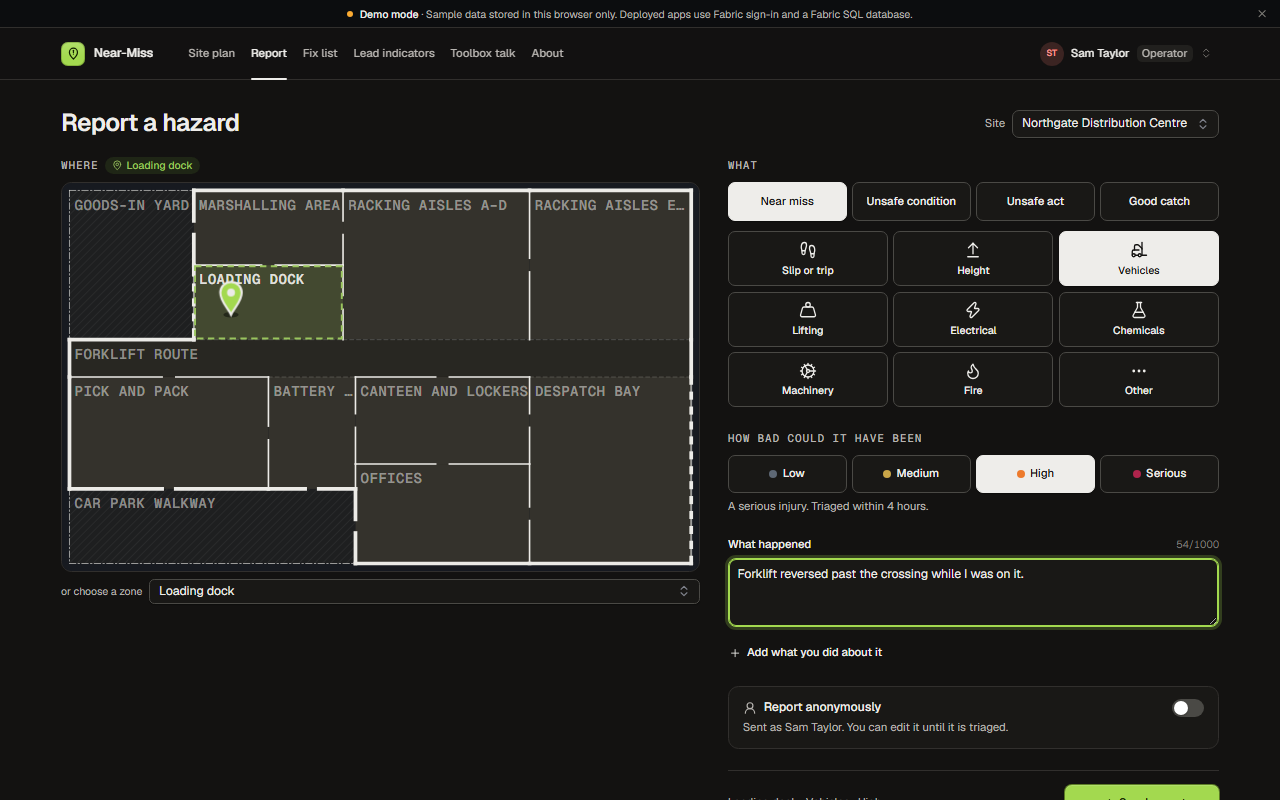 Demo mode · Sample data stored in this browser only. Deployed apps use Fabric sign-in and a Fabric SQL database.
Near-Miss
Site plan
Report
Fix list
Lead indicators
Toolbox talk
About
ST
Sam Taylor
Operator
Report a hazard
Site
Northgate Distribution Centre
WHERE
Loading dock
GOODS-IN YARD
MARSHALLING AREA
RACKING AISLES A-D
RACKING AISLES E…
LOADING DOCK
FORKLIFT ROUTE
PICK AND PACK
BATTERY …
CANTEEN AND LOCKERS
DESPATCH BAY
OFFICES
CAR PARK WALKWAY
or choose a zone
Loading dock
WHAT
Near miss
Unsafe condition
Unsafe act
Good catch
Slip or trip
Height
Vehicles
Lifting
Electrical
Chemicals
Machinery
Fire
Other
HOW BAD COULD IT HAVE BEEN
Low
Medium
High
Serious
A serious injury. Triaged within 4 hours.
What happened
54/1000
Forklift reversed past the crossing while I was on it.
Add what you did about it
Report anonymously
Sent as Sam Taylor. You can edit it until it is triaged.